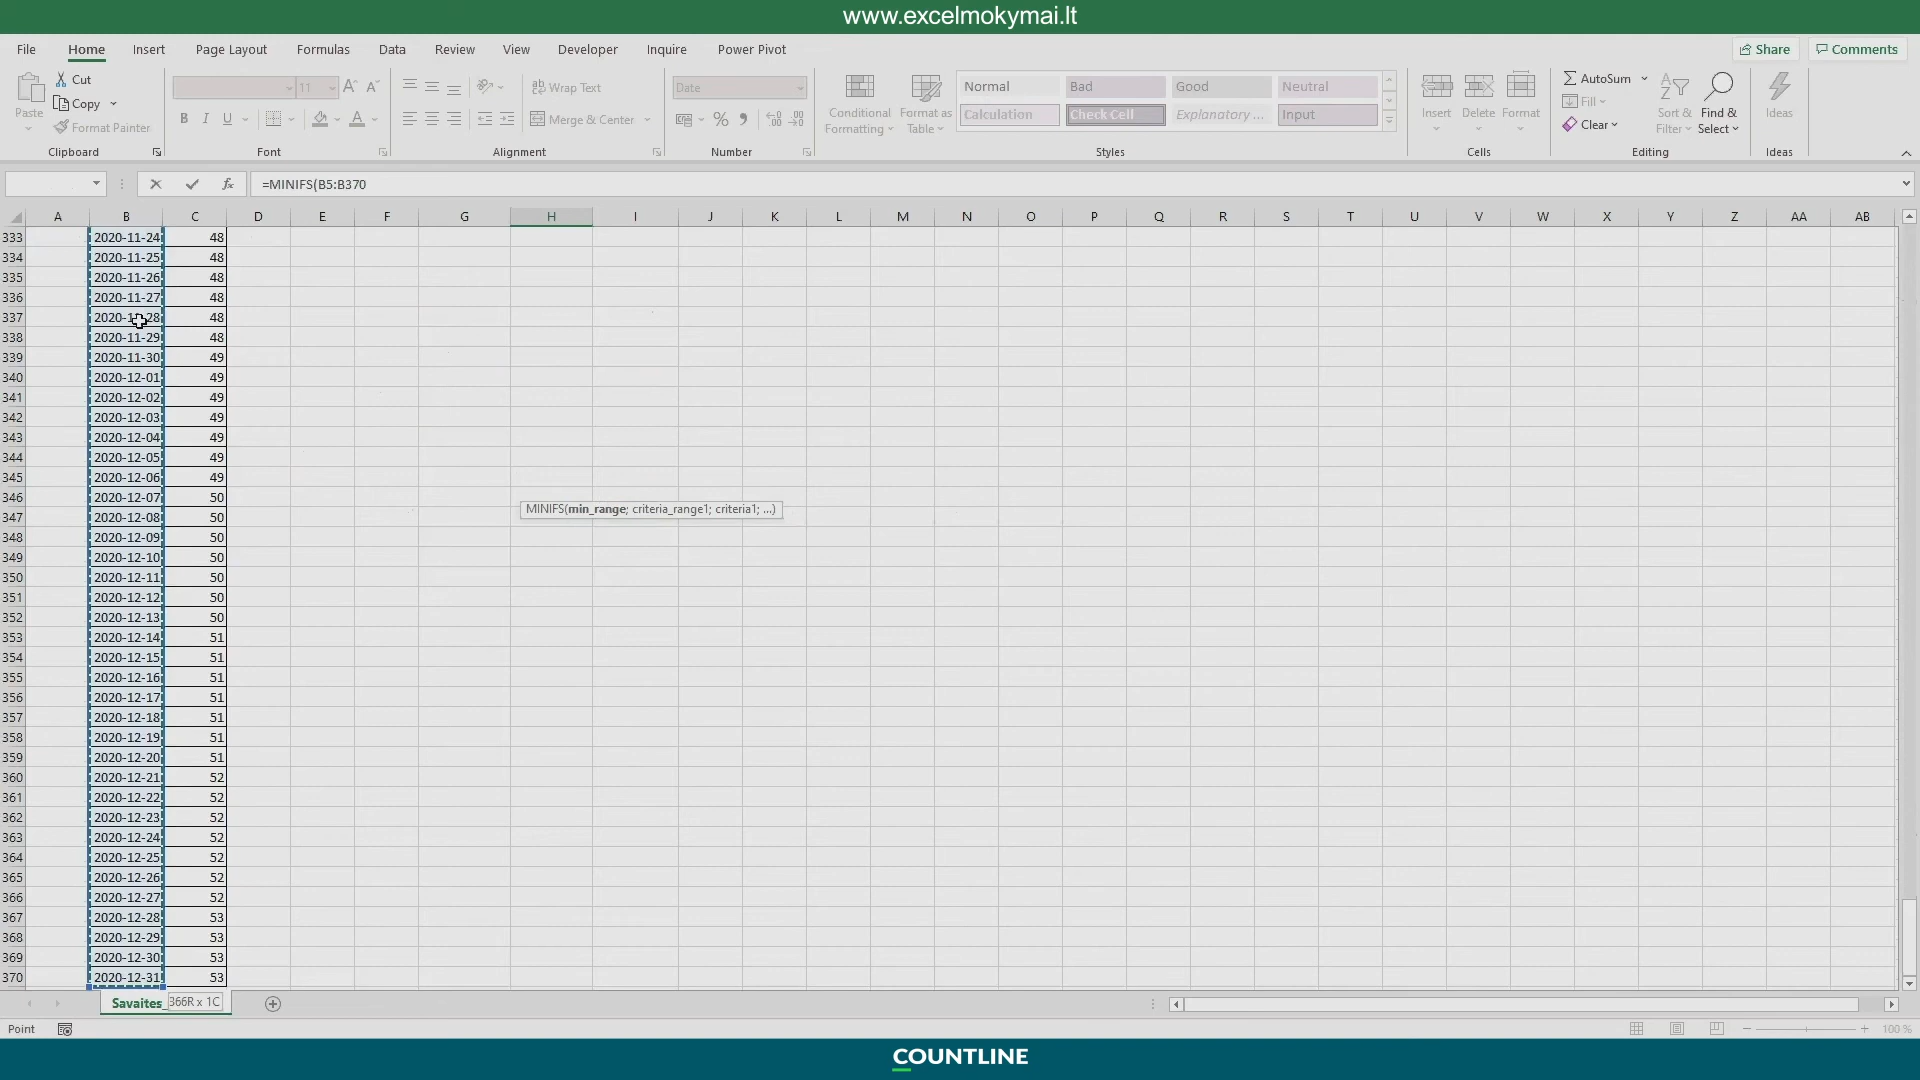 www.excelmokymai.lt
File Home Insert Page Layout Formulas Data Review View Developer Inquire Power Pivot Share Comments
Paste Cut Copy Format Painter
Clipboard
11
B I U A
Font
Wrap Text
Merge & Center
Alignment
Date
Number
Conditional Formatting
Format as Table
Normal Bad Good Neutral
Calculation Check Cell Explanatory ... Input
Styles
Insert Delete Format
Cells
AutoSum
Fill
Clear
Sort & Filter
Find & Select
Editing
Ideas
Ideas
fx =MINIFS(B5:B370
A B C D E F G H I J K L M N O P Q R S T U V W X Y Z AA AB
333 2020-11-24 48
334 2020-11-25 48
335 2020-11-26 48
336 2020-11-27 48
337 2020-11-28 48
338 2020-11-29 48
339 2020-11-30 49
340 2020-12-01 49
341 2020-12-02 49
342 2020-12-03 49
343 2020-12-04 49
344 2020-12-05 49
345 2020-12-06 49
346 2020-12-07 50
347 2020-12-08 50
MINIFS(min_range; criteria_range1; criteria1; ...)
348 2020-12-09 50
349 2020-12-10 50
350 2020-12-11 50
351 2020-12-12 50
352 2020-12-13 50
353 2020-12-14 51
354 2020-12-15 51
355 2020-12-16 51
356 2020-12-17 51
357 2020-12-18 51
358 2020-12-19 51
359 2020-12-20 51
360 2020-12-21 52
361 2020-12-22 52
362 2020-12-23 52
363 2020-12-24 52
364 2020-12-25 52
365 2020-12-26 52
366 2020-12-27 52
367 2020-12-28 53
368 2020-12-29 53
369 2020-12-30 53
370 2020-12-31 53
Savaites_ 366R x 1C
Point 100 %
COUNTLINE